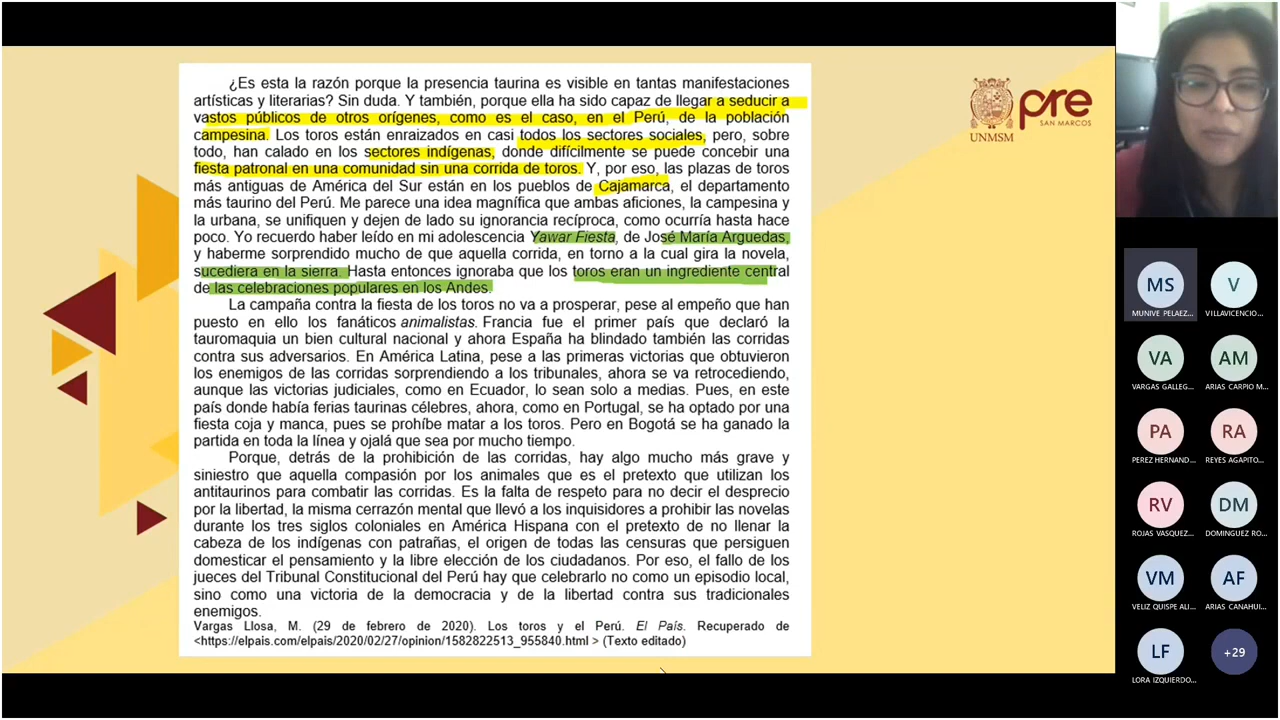 ¿Es esta la razón porque la presencia taurina es visible en tantas manifestaciones
artísticas y literarias? Sin duda. Y también, porque ella ha sido capaz de llegar a seducir a
vastos públicos de otros orígenes, como es el caso, en el Perú, de la población
campesina. Los toros están enraizados en casi todos los sectores sociales, pero, sobre
todo, han calado en los sectores indígenas, donde difícilmente se puede concebir una
fiesta patronal en una comunidad sin una corrida de toros. Y, por eso, las plazas de toros
más antiguas de América del Sur están en los pueblos de Cajamarca, el departamento
más taurino del Perú. Me parece una idea magnífica que ambas aficiones, la campesina y
la urbana, se unifiquen y dejen de lado su ignorancia recíproca, como ocurría hasta hace
poco. Yo recuerdo haber leído en mi adolescencia Yawar Fiesta, de José María Arguedas,
y haberme sorprendido mucho de que aquella corrida, en torno a la cual gira la novela,
sucediera en la sierra. Hasta entonces ignoraba que los toros eran un ingrediente central
de las celebraciones populares en los Andes.
La campaña contra la fiesta de los toros no va a prosperar, pese al empeño que han
puesto en ello los fanáticos animalistas. Francia fue el primer país que declaró la
tauromaquia un bien cultural nacional y ahora España ha blindado también las corridas
contra sus adversarios. En América Latina, pese a las primeras victorias que obtuvieron
los enemigos de las corridas sorprendiendo a los tribunales, ahora se va retrocediendo,
aunque las victorias judiciales, como en Ecuador, lo sean solo a medias. Pues, en este
país donde había ferias taurinas célebres, ahora, como en Portugal, se ha optado por una
fiesta coja y manca, pues se prohíbe matar a los toros. Pero en Bogotá se ha ganado la
partida en toda la línea y ojalá que sea por mucho tiempo.
Porque, detrás de la prohibición de las corridas, hay algo mucho más grave y
siniestro que aquella compasión por los animales que es el pretexto que utilizan los
antitaurinos para combatir las corridas. Es la falta de respeto para no decir el desprecio
por la libertad, la misma cerrazón mental que llevó a los inquisidores a prohibir las novelas
durante los tres siglos coloniales en América Hispana con el pretexto de no llenar la
cabeza de los indígenas con patrañas, el origen de todas las censuras que persiguen
domesticar el pensamiento y la libre elección de los ciudadanos. Por eso, el fallo de los
jueces del Tribunal Constitucional del Perú hay que celebrarlo no como un episodio local,
sino como una victoria de la democracia y de la libertad contra sus tradicionales
enemigos.
Vargas Llosa, M. (29 de febrero de 2020). Los toros y el Perú. El País. Recuperado de
<https://elpais.com/elpais/2020/02/27/opinion/1582822513_955840.html > (Texto editado)
UNMSM
pre
SAN MARCOS
MS
MUNIVE PELAEZ...
V
VILLAVICENCIO...
VA
VARGAS GALLEG...
AM
ARIAS CARPIO M...
PA
PEREZ HERNAND...
RA
REYES AGAPITO...
RV
ROJAS VASQUEZ...
DM
DOMINGUEZ RO...
VM
VELIZ QUISPE ALI...
AF
ARIAS CANAHUI...
LF
LORA IZQUIERDO...
+29